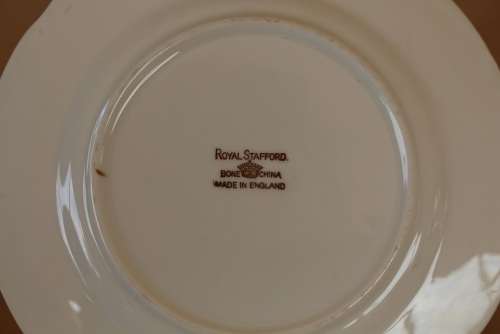 ROYAL STAFFORD.
BONE CHINA
MADE IN ENGLAND